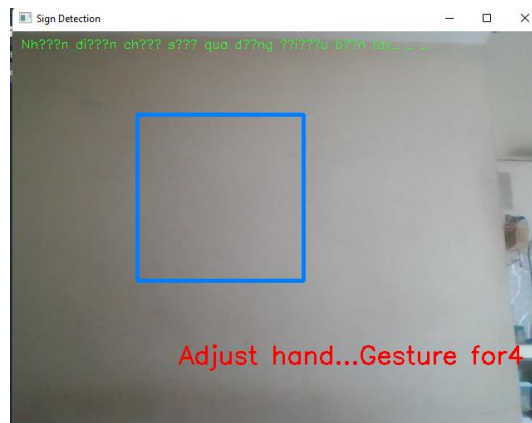 Sign Detection
Nh???n di???n ch??? s??? qua d??ng ??i???u b??n tay_ _ _
Adjust hand...Gesture for4